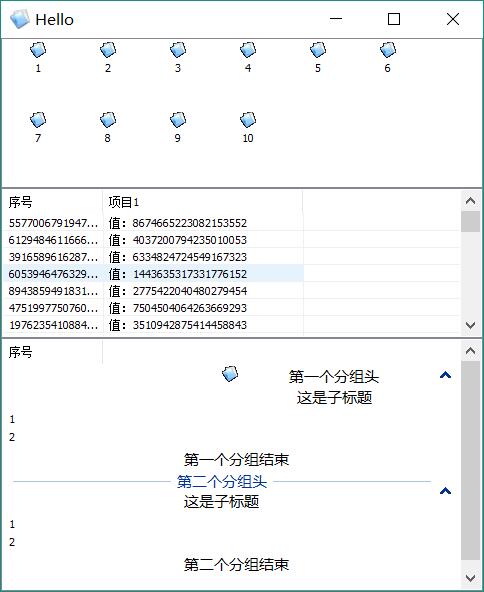 Hello
1 2 3 4 5 6
7 8 9 10
序号 项目1
5577006791947... 值：8674665223082153552
6129484611666... 值：4037200794235010053
3916589616287... 值：6334824724549167323
6053946476329... 值：1443635317331776152
8943859491831... 值：2775422040480279454
4751997750760... 值：7504504064263669293
1976235410884... 值：3510942875414458843
序号
第一个分组头
这是子标题
1
2
第一个分组结束
第二个分组头
这是子标题
1
2
第二个分组结束